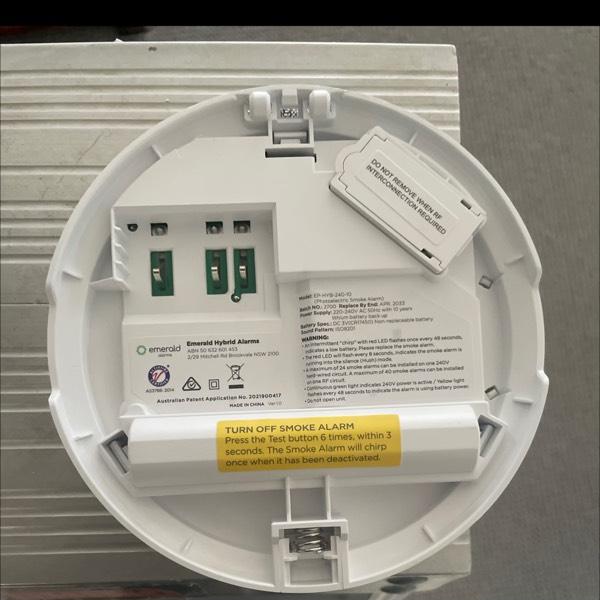 DO NOT REMOVE WHEN RF
INTERCONNECTION REQUIRED
Model: EP-HYB-240-10
(Photoelectric Smoke Alarm)
BATCH NO.: 2700 Replace By End: APR. 2033
Power Supply: 220-240V AC 50Hz with 10 years
lithium battery back up
Battery Spec.: DC 3V(CR17450) Non-replaceable battery.
Sound Pattern: ISO8201
WARNING:
• An intermittent "chirp" with red LED flashes once every 48 seconds,
indicates a low battery. Please replace the smoke alarm.
• The red LED will flash every 8 seconds, indicates the alarm is
running into the silence (Hush) mode.
• A maximum of 24 smoke alarms can be installed on one 240V
hard-wired circuit. A maximum of 40 smoke alarms can be installed
on one RF circuit.
• Continuous green light indicates 240V power is active / Yellow light
flashes every 48 seconds to indicate the alarm is using battery power.
• Do not open unit.
emerald
alarms
Emerald Hybrid Alarms
ABN 50 632 601 453
2/29 Mitchell Rd Brookvale NSW 2100
AS3786:2014
Australian Patent Application No. 2021900417
MADE IN CHINA Ver 1.0
TURN OFF SMOKE ALARM
Press the Test button 6 times, within 3
seconds. The Smoke Alarm will chirp
once when it has been deactivated.